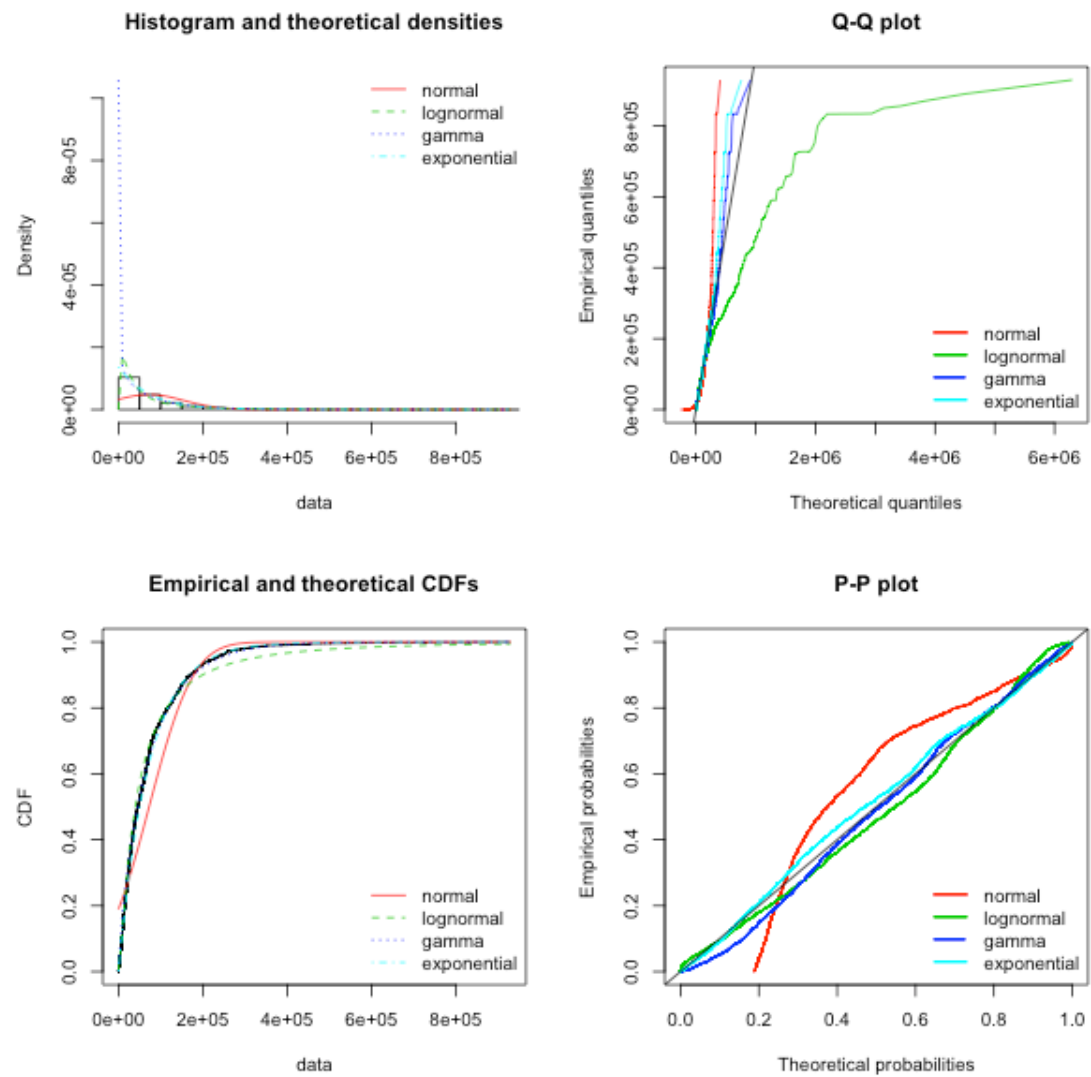 Histogram and theoretical densities
normal
lognormal
gamma
exponential
Density
0e+00
4e-05
8e-05
0e+00 2e+05 4e+05 6e+05 8e+05
data
Q-Q plot
Empirical quantiles
0e+00 2e+05 4e+05 6e+05 8e+05
normal
lognormal
gamma
exponential
0e+00 2e+06 4e+06 6e+06
Theoretical quantiles
Empirical and theoretical CDFs
CDF
0.0 0.2 0.4 0.6 0.8 1.0
normal
lognormal
gamma
exponential
0e+00 2e+05 4e+05 6e+05 8e+05
data
P-P plot
Empirical probabilities
0.0 0.2 0.4 0.6 0.8 1.0
normal
lognormal
gamma
exponential
0.0 0.2 0.4 0.6 0.8 1.0
Theoretical probabilities